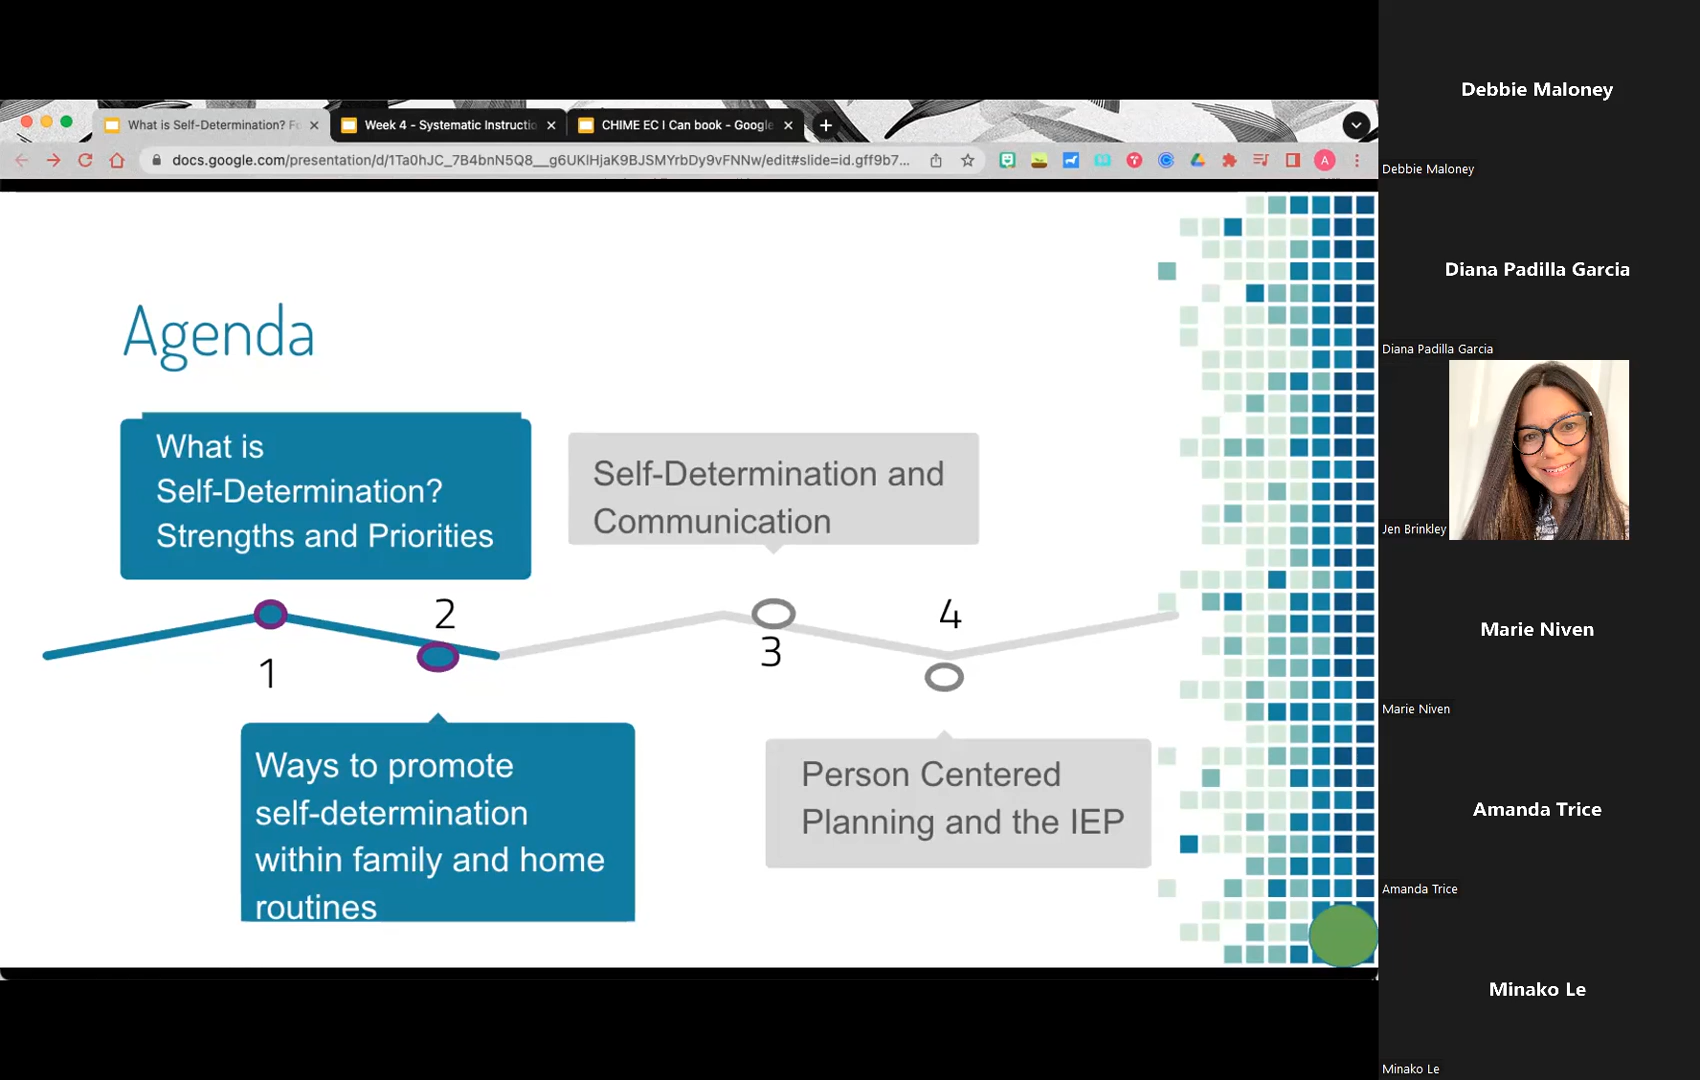 What is Self-Determination? Fo
Week 4 - Systematic Instructio
CHIME EC I Can book - Google
docs.google.com/presentation/d/1Ta0hJC_7B4bnN5Q8__g6UKlHjaK9BJSMYrbDy9vFNNw/edit#slide=id.gff9b7...
A
Agenda
What is
Self-Determination?
Strengths and Priorities
Self-Determination and
Communication
1
2
3
4
Ways to promote
self-determination
within family and home
routines
Person Centered
Planning and the IEP
Debbie Maloney
Debbie Maloney
Diana Padilla Garcia
Diana Padilla Garcia
Jen Brinkley
Marie Niven
Marie Niven
Amanda Trice
Amanda Trice
Minako Le
Minako Le